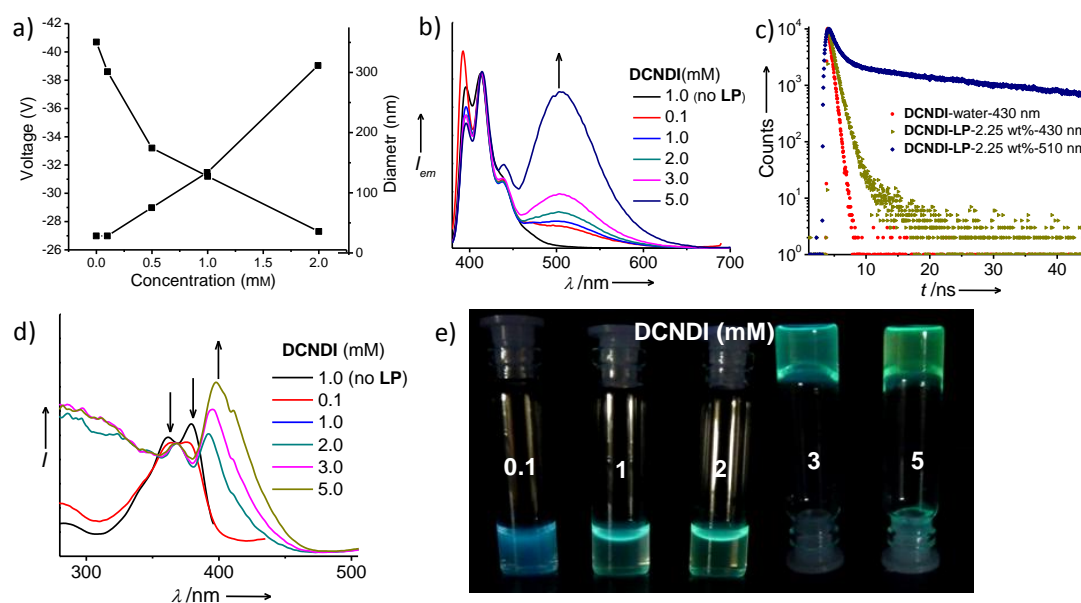 a)
-42
-40
-38
-36
-34
-32
-30
-28
-26
Voltage (V)
0.0
0.5
1.0
1.5
2.0
Concentration (mM)
300
200
100
0
Diametr (nm)
b)
I em
DCNDI(mM)
1.0 (no LP)
0.1
1.0
2.0
3.0
5.0
400
450
500
550
600
700
λ/nm
c)
10⁴
10³
10²
10¹
10⁰
Counts
DCNDI-water-430 nm
DCNDI-LP-2.25 wt%-430 nm
DCNDI-LP-2.25 wt%-510 nm
10
20
30
40
t /ns
d)
I
DCNDI (mM)
1.0 (no LP)
0.1
1.0
2.0
3.0
5.0
300
400
500
λ/nm
e)
DCNDI (mM)
0.1
1
2
3
5